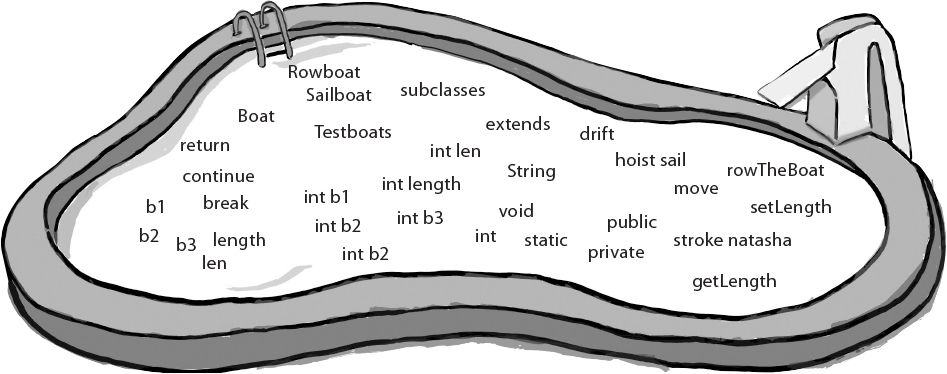 Rowboat
Sailboat
subclasses
Boat
Testboats
extends
drift
return
int len
hoist sail
continue
int length
String
move
rowTheBoat
b1
break
int b1
int b2
int b3
void
public
setLength
b2
b3
length
len
int b2
int
static
private
stroke natasha
getLength